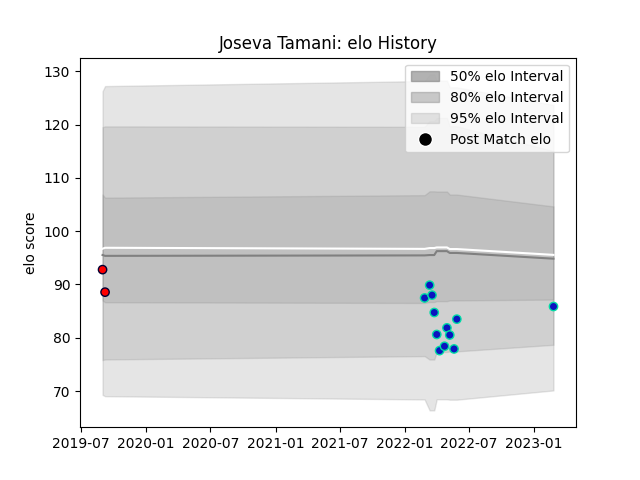 Joseva Tamani: elo History
130
120
110
100
90
80
70
elo score
50% elo Interval
80% elo Interval
95% elo Interval
Post Match elo
2019-07 2020-01 2020-07 2021-01 2021-07 2022-01 2022-07 2023-01